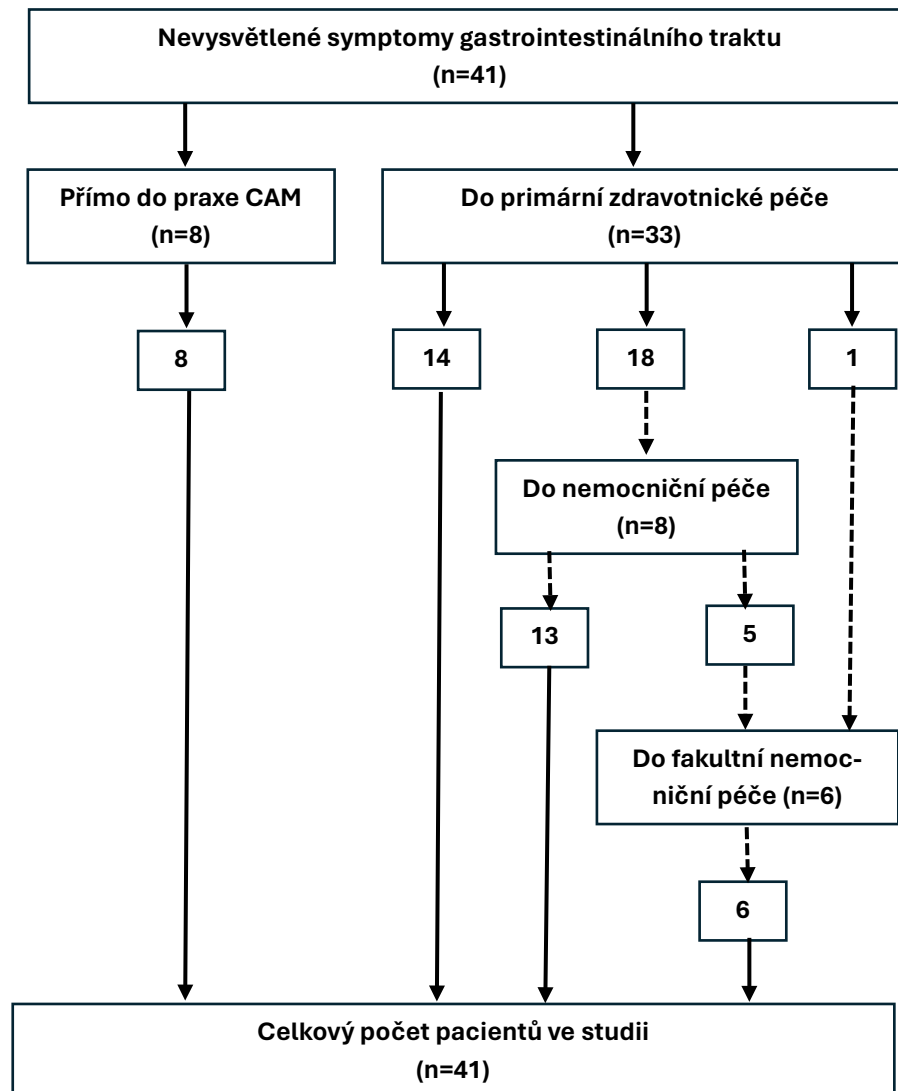 Nevysvětlené symptomy gastrointestinálního traktu
(n=41)
Přímo do praxe CAM
(n=8)
Do primární zdravotnické péče
(n=33)
8
14
18
1
Do nemocniční péče
(n=8)
13
5
Do fakultní nemoc-
niční péče (n=6)
6
Celkový počet pacientů ve studii
(n=41)